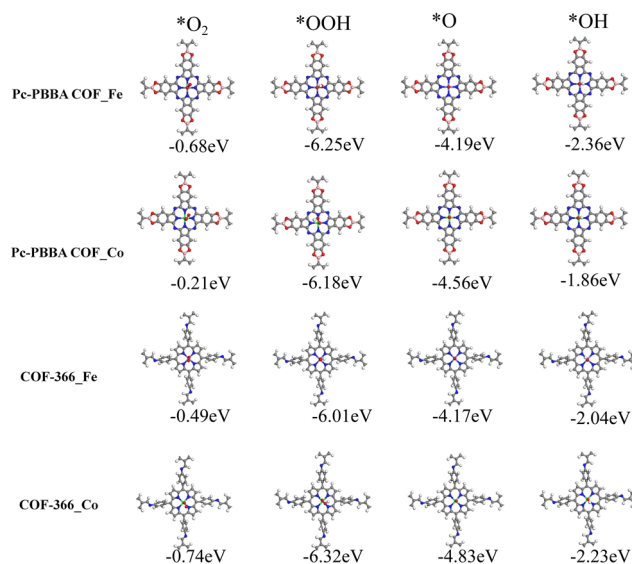 *O₂ *OOH *O *OH
Pc-PBBA COF_Fe
-0.68eV -6.25eV -4.19eV -2.36eV
Pc-PBBA COF_Co
-0.21eV -6.18eV -4.56eV -1.86eV
COF-366_Fe
-0.49eV -6.01eV -4.17eV -2.04eV
COF-366_Co
-0.74eV -6.32eV -4.83eV -2.23eV